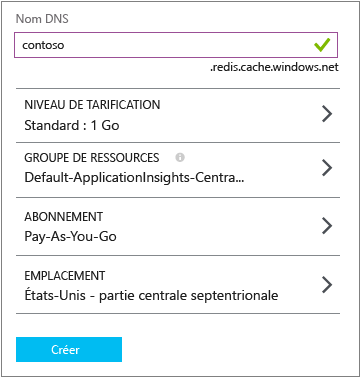 Nom DNS
contoso
.redis.cache.windows.net
NIVEAU DE TARIFICATION
Standard : 1 Go
GROUPE DE RESSOURCES
Default-ApplicationInsights-Centra...
ABONNEMENT
Pay-As-You-Go
EMPLACEMENT
États-Unis - partie centrale septentrionale
Créer